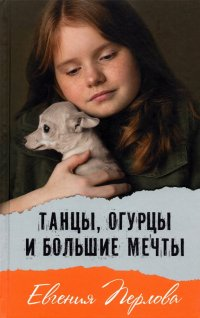 ТАНЦЫ, ОГУРЦЫ
И БОЛЬШИЕ МЕЧТЫ
Евгения Перлова